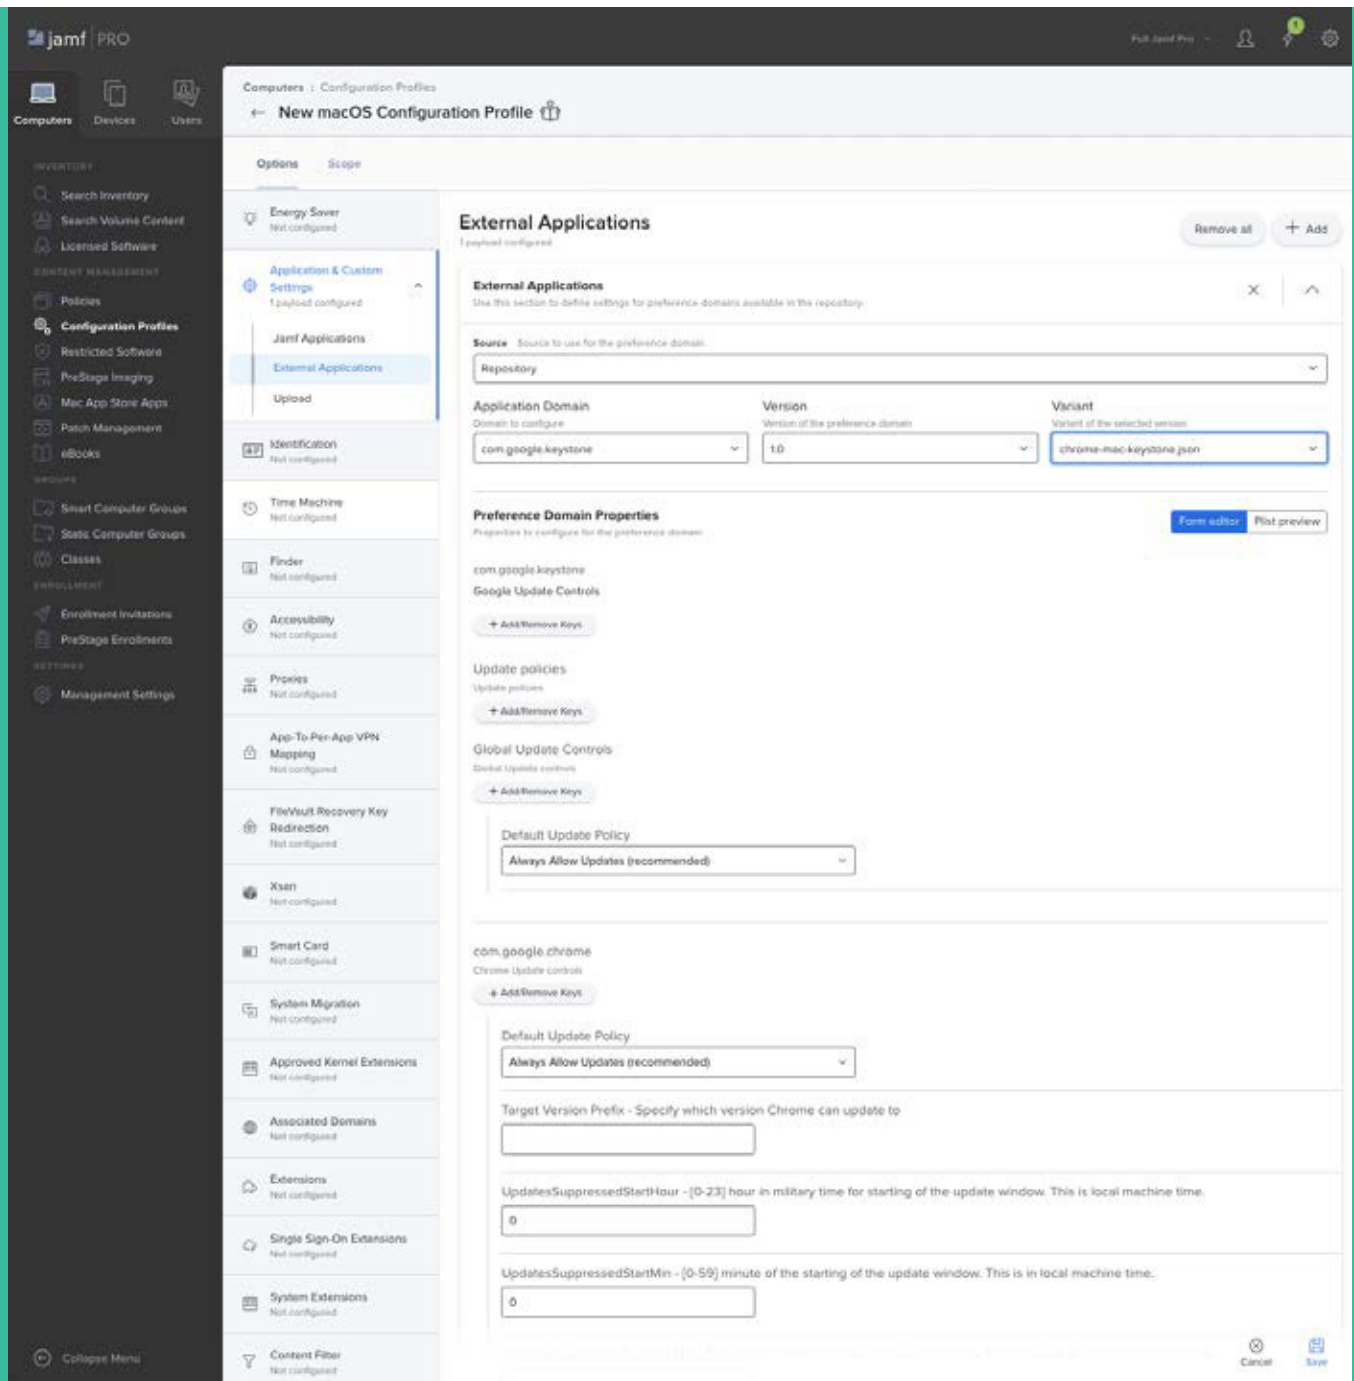 jamf PRO
Full Jamf Pro
1
Computers
Devices
Users
INVENTORY
Search Inventory
Search Volume Content
Licensed Software
CONTENT MANAGEMENT
Policies
Configuration Profiles
Restricted Software
PreStage Imaging
Mac App Store Apps
Patch Management
eBooks
GROUPS
Smart Computer Groups
Static Computer Groups
Classes
ENROLLMENT
Enrollment Invitations
PreStage Enrollments
SETTINGS
Management Settings
Collapse Menu
Computers : Configuration Profiles
← New macOS Configuration Profile
Options
Scope
Energy Saver
Not configured
Application & Custom
Settings
1 payload configured
Jamf Applications
External Applications
Upload
Identification
Not configured
Time Machine
Not configured
Finder
Not configured
Accessibility
Not configured
Proxies
Not configured
App-To-Per-App VPN
Mapping
Not configured
FileVault Recovery Key
Redirection
Not configured
Xsan
Not configured
Smart Card
Not configured
System Migration
Not configured
Approved Kernel Extensions
Not configured
Associated Domains
Not configured
Extensions
Not configured
Single Sign-On Extensions
Not configured
System Extensions
Not configured
Content Filter
Not configured
External Applications
1 payload configured
Remove all
+ Add
External Applications
Use this section to define settings for preference domains available in the repository.
Source Source to use for the preference domain
Repository
Application Domain
Domain to configure
com.google.keystone
Version
Version of the preference domain
1.0
Variant
Variant of the selected version
chrome-mac-keystone.json
Preference Domain Properties
Properties to configure for the preference domain
Form editor
Plist preview
com.google.keystone
Google Update Controls
+ Add/Remove Keys
Update policies
Update policies
+ Add/Remove Keys
Global Update Controls
Global Update controls
+ Add/Remove Keys
Default Update Policy
Always Allow Updates (recommended)
com.google.chrome
Chrome Update controls
+ Add/Remove Keys
Default Update Policy
Always Allow Updates (recommended)
Target Version Prefix - Specify which version Chrome can update to
UpdatesSuppressedStartHour - [0-23] hour in military time for starting of the update window. This is local machine time.
0
UpdatesSuppressedStartMin - [0-59] minute of the starting of the update window. This is in local machine time.
0
Cancel
Save